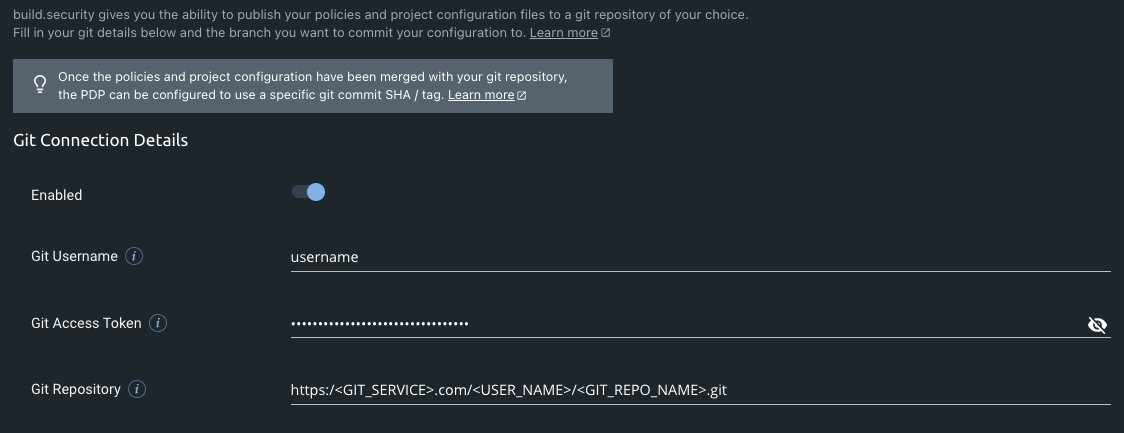 build.security gives you the ability to publish your policies and project configuration files to a git repository of your choice.
Fill in your git details below and the branch you want to commit your configuration to. Learn more
Once the policies and project configuration have been merged with your git repository,
the PDP can be configured to use a specific git commit SHA / tag. Learn more
Git Connection Details
Enabled
Git Username i username
Git Access Token i •••••••••••••••••••••••••••••••••
Git Repository i https:/<GIT_SERVICE>.com/<USER_NAME>/<GIT_REPO_NAME>.git